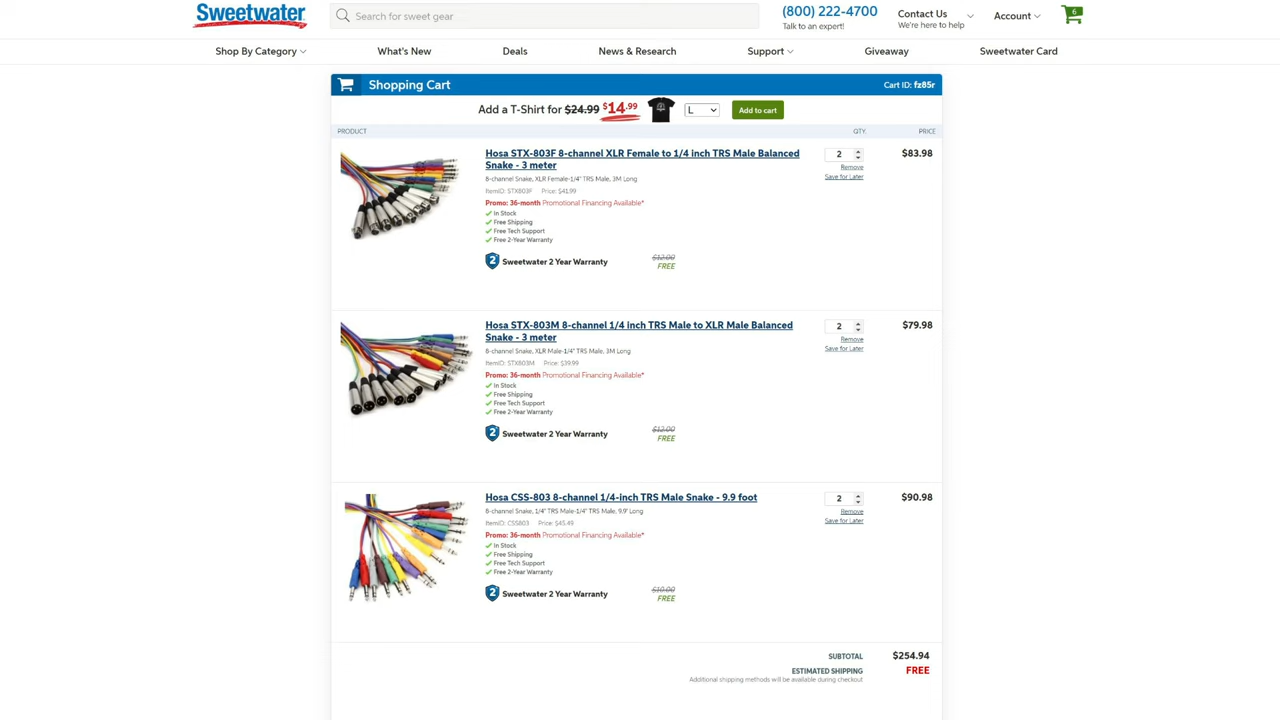 Sweetwater
Search for sweet gear
(800) 222-4700
Talk to an expert!
Contact Us
We're here to help
Account
6
Shop By Category
What's New
Deals
News & Research
Support
Giveaway
Sweetwater Card
Shopping Cart
Cart ID: fz85r
Add a T-Shirt for $24.99 $14.99
L
Add to cart
PRODUCT
QTY.
PRICE
Hosa STX-803F 8-channel XLR Female to 1/4 inch TRS Male Balanced
Snake - 3 meter
2
$83.98
Remove
Save for Later
8-channel Snake, XLR Female-1/4" TRS Male, 3M Long
ItemID: STX803F Price: $41.99
Promo: 36-month Promotional Financing Available*
In Stock
Free Shipping
Free Tech Support
Free 2-Year Warranty
2 Sweetwater 2 Year Warranty
$12.00
FREE
Hosa STX-803M 8-channel 1/4 inch TRS Male to XLR Male Balanced
Snake - 3 meter
2
$79.98
Remove
Save for Later
8-channel Snake, XLR Male-1/4" TRS Male, 3M Long
ItemID: STX803M Price: $39.99
Promo: 36-month Promotional Financing Available*
In Stock
Free Shipping
Free Tech Support
Free 2-Year Warranty
2 Sweetwater 2 Year Warranty
$12.00
FREE
Hosa CSS-803 8-channel 1/4-inch TRS Male Snake - 9.9 foot
2
$90.98
Remove
Save for Later
8-channel Snake, 1/4" TRS Male-1/4" TRS Male, 9.9' Long
ItemID: CSS803 Price: $45.49
Promo: 36-month Promotional Financing Available*
In Stock
Free Shipping
Free Tech Support
Free 2-Year Warranty
2 Sweetwater 2 Year Warranty
$10.00
FREE
SUBTOTAL $254.94
ESTIMATED SHIPPING FREE
Additional shipping methods will be available during checkout